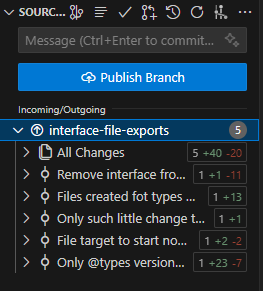 SOURC...
Message (Ctrl+Enter to commit...
Publish Branch
Incoming/Outgoing
interface-file-exports 5
All Changes 5 +40 -20
Remove interface fro... 1 +1 -11
Files created fot types ... 1 +13
Only such little change t... 1 +1
File target to start no... 1 +2 -2
Only @types version... 1 +23 -7